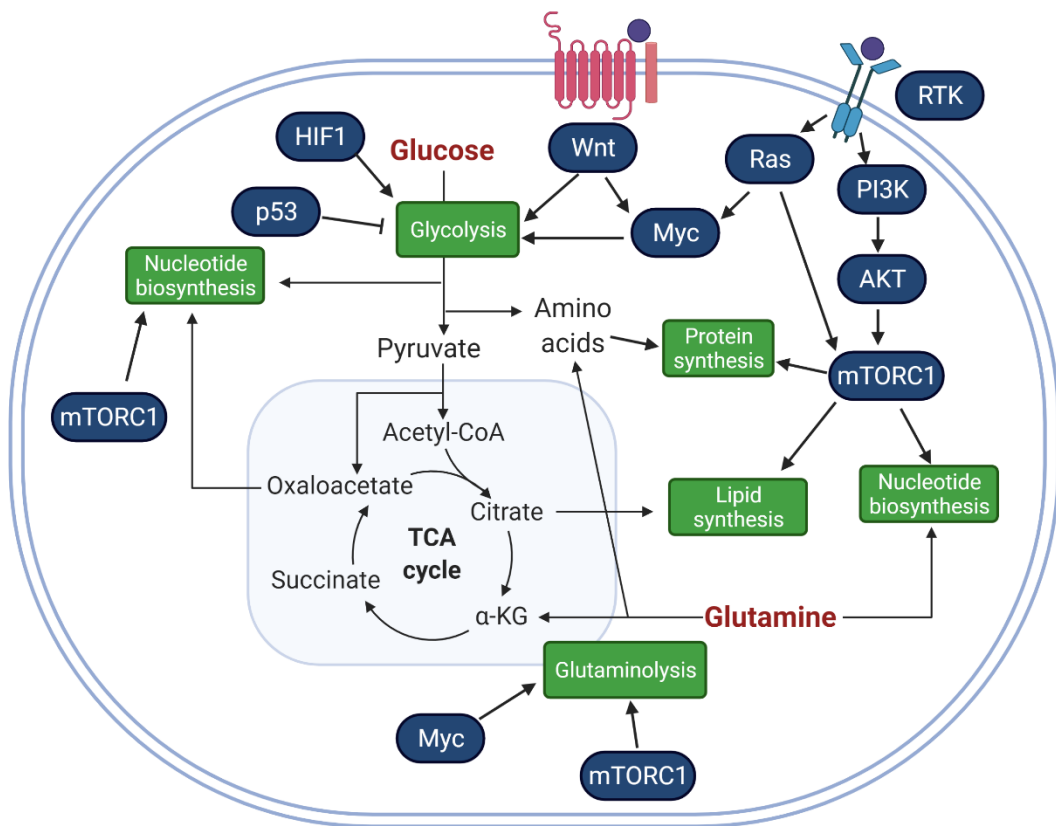 RTK
HIF1
Glucose
Wnt
Ras
PI3K
p53
Glycolysis
Myc
Nucleotide
biosynthesis
AKT
Amino
acids
Pyruvate
Protein
synthesis
mTORC1
mTORC1
Acetyl-CoA
Oxaloacetate
Citrate
Lipid
synthesis
Nucleotide
biosynthesis
TCA
cycle
Succinate
α-KG
Glutamine
Glutaminolysis
Myc
mTORC1